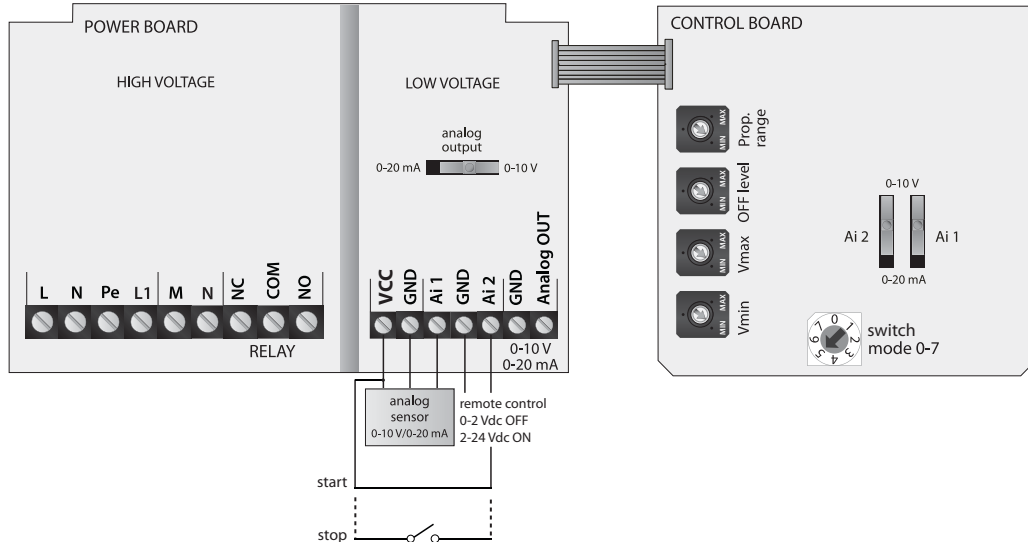 POWER BOARD
HIGH VOLTAGE
LOW VOLTAGE
analog
output
0-20 mA
0-10 V
L N Pe L1 M N NC COM NO
RELAY
VCC GND Ai 1 GND Ai 2 GND Analog OUT
0-10 V
0-20 mA
analog
sensor
0-10 V/0-20 mA
remote control
0-2 Vdc OFF
2-24 Vdc ON
start
stop
CONTROL BOARD
MIN MAX
Prop.
range
MIN MAX
OFF level
MIN MAX
Vmax
MIN MAX
Vmin
0-10 V
Ai 2
Ai 1
0-20 mA
0 1 2 3 4 5 6 7
switch
mode 0-7